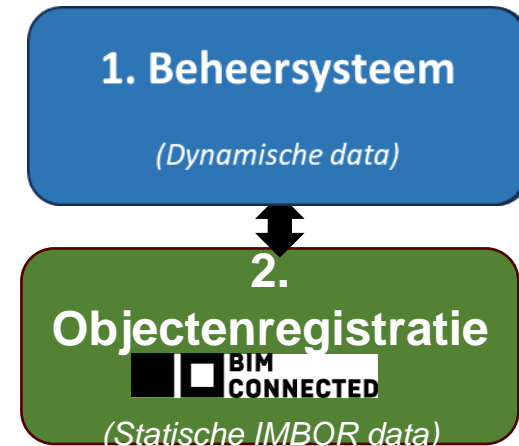 1. Beheersysteem
(Dynamische data)
2.
Objectenregistratie
BIM
CONNECTED
(Statische IMBOR data)